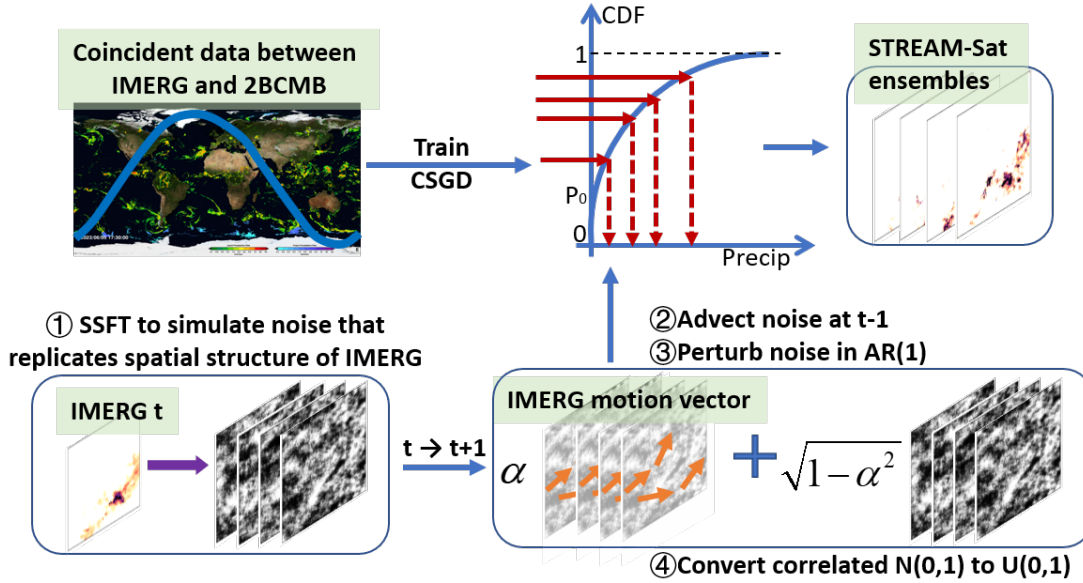 Coincident data between
IMERG and 2BCMB
Train
CSGD
CDF
1
P₀
0
Precip
STREAM-Sat
ensembles
① SSFT to simulate noise that
replicates spatial structure of IMERG
IMERG t
t → t+1
②Advect noise at t-1
③Perturb noise in AR(1)
IMERG motion vector
α
+
√1−α²
④ Convert correlated N(0,1) to U(0,1)